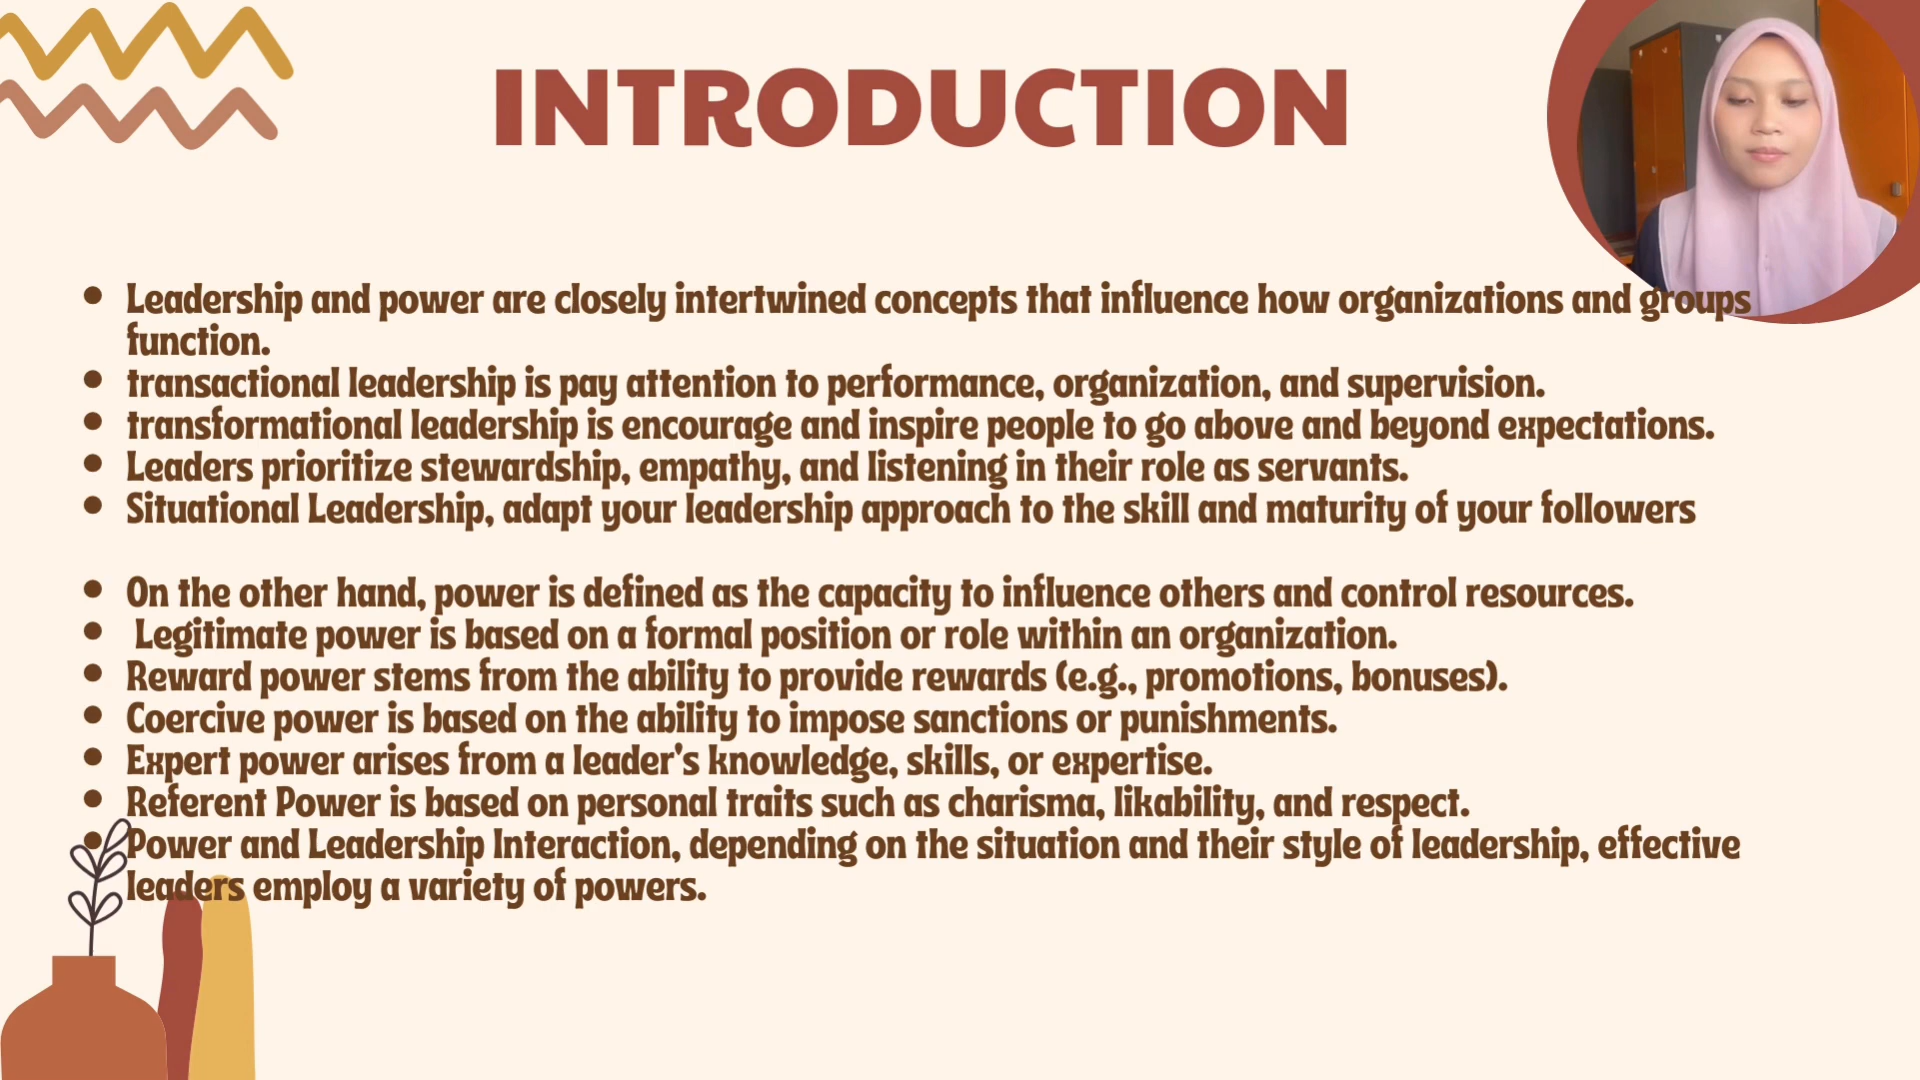 INTRODUCTION
• Leadership and power are closely intertwined concepts that influence how organizations and groups
function.
• transactional leadership is pay attention to performance, organization, and supervision.
• transformational leadership is encourage and inspire people to go above and beyond expectations.
• Leaders prioritize stewardship, empathy, and listening in their role as servants.
• Situational Leadership, adapt your leadership approach to the skill and maturity of your followers
• On the other hand, power is defined as the capacity to influence others and control resources.
• Legitimate power is based on a formal position or role within an organization.
• Reward power stems from the ability to provide rewards (e.g., promotions, bonuses).
• Coercive power is based on the ability to impose sanctions or punishments.
• Expert power arises from a leader's knowledge, skills, or expertise.
• Referent Power is based on personal traits such as charisma, likability, and respect.
• Power and Leadership Interaction, depending on the situation and their style of leadership, effective
leaders employ a variety of powers.